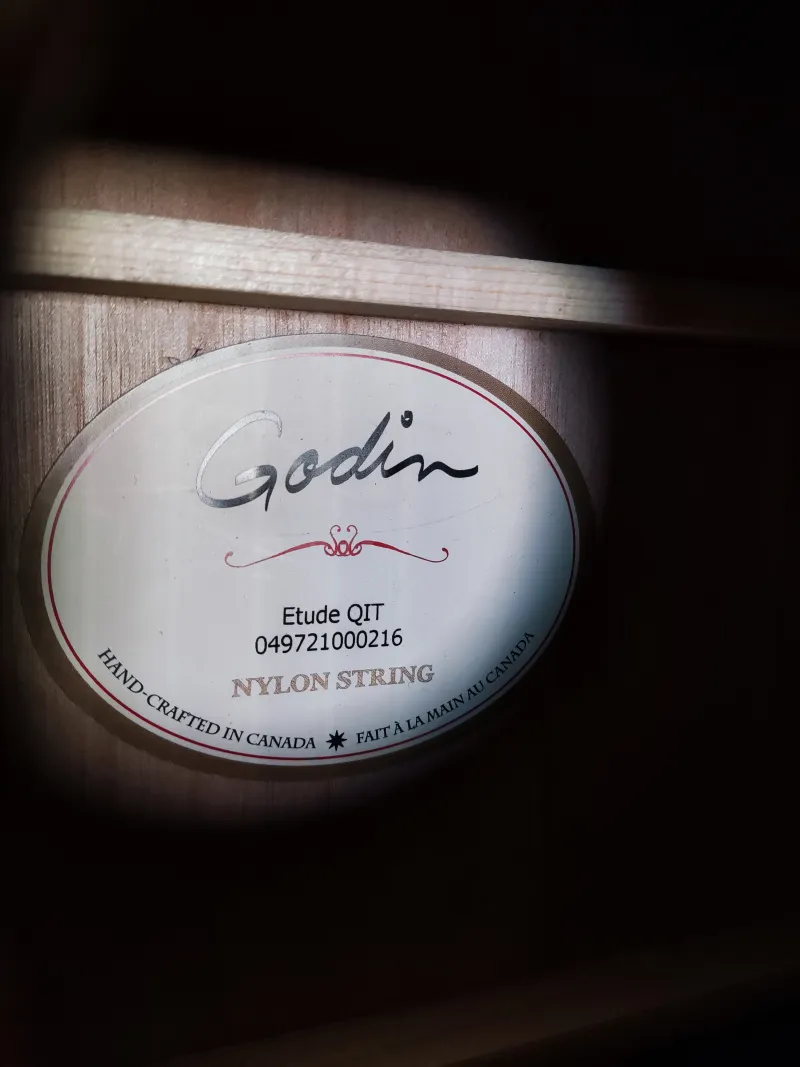 Godin
Etude QIT
049721000216
NYLON STRING
HAND-CRAFTED IN CANADA ✷ FAIT À LA MAIN AU CANADA